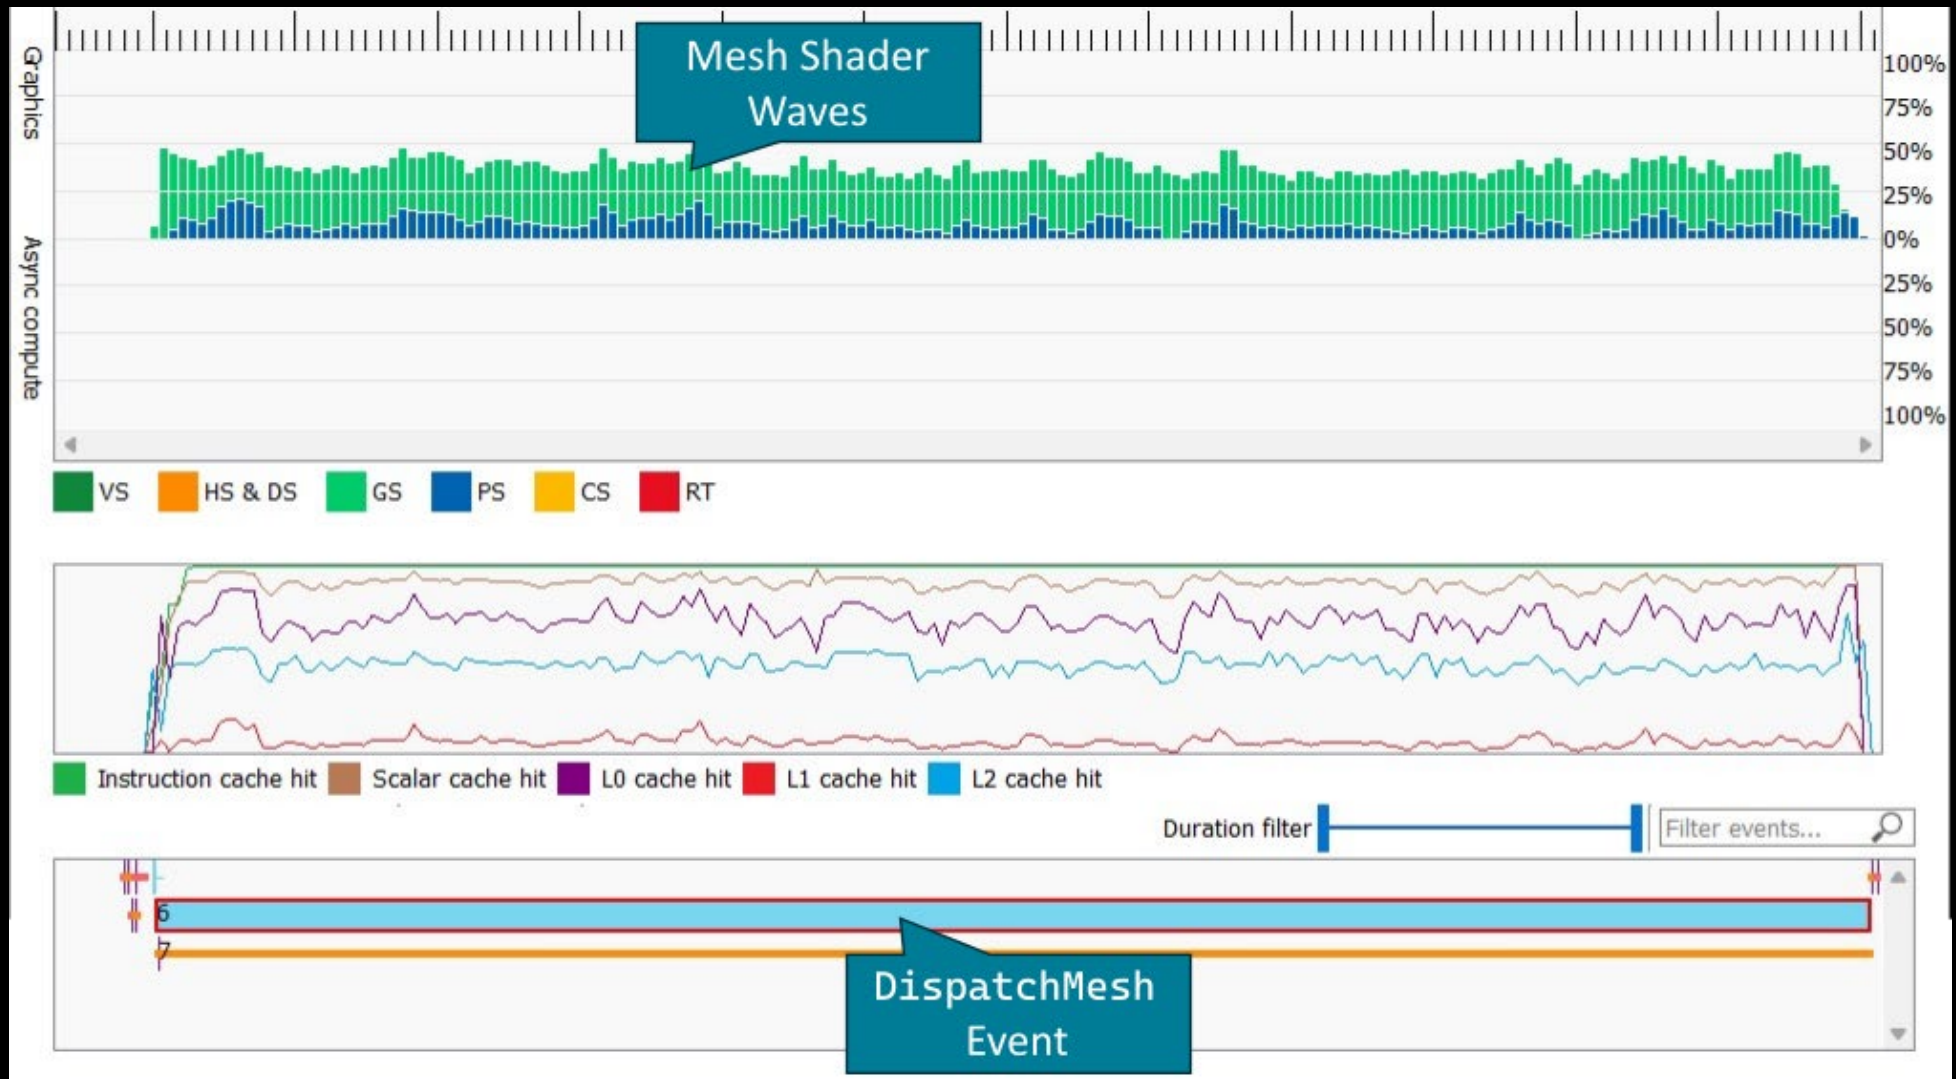 Graphics
Async compute
Mesh Shader
Waves
100%
75%
50%
25%
0%
25%
50%
75%
100%
VS HS & DS GS PS CS RT
Instruction cache hit Scalar cache hit L0 cache hit L1 cache hit L2 cache hit
Duration filter Filter events...
6
7
DispatchMesh
Event